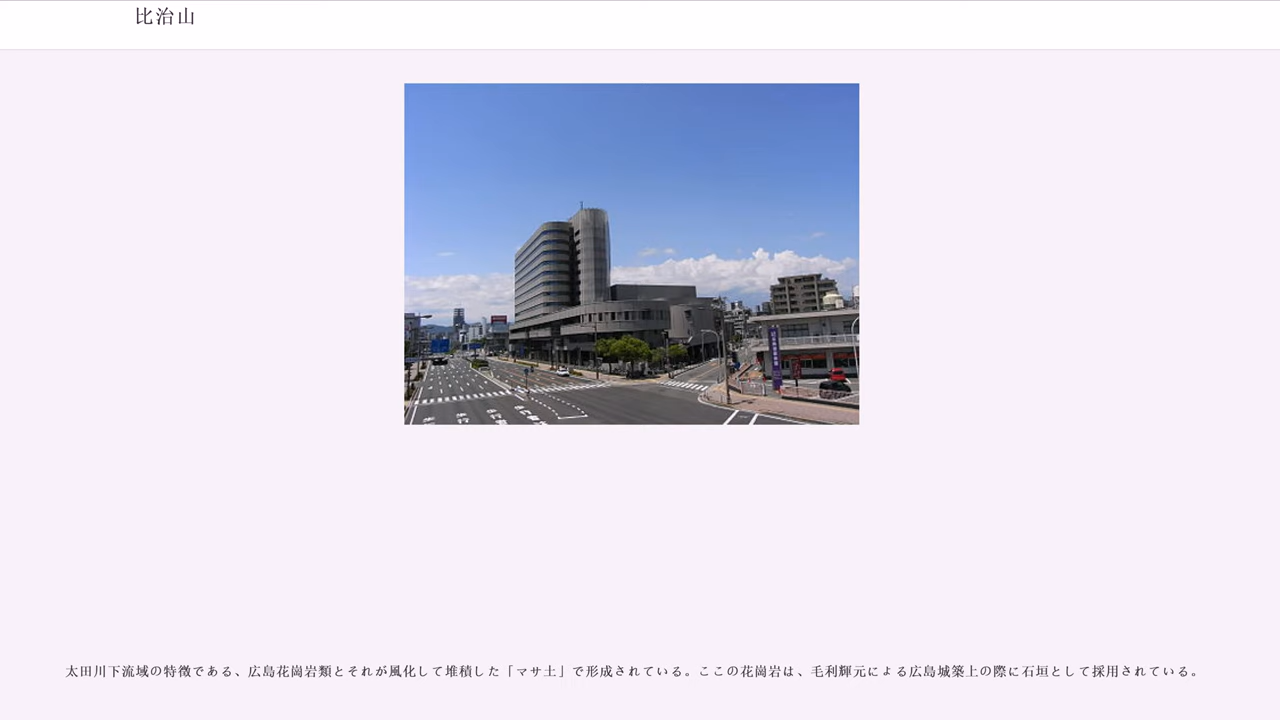 比治山
太田川下流域の特徴である、広島花崗岩類とそれが風化して堆積した「マサ土」で形成されている。ここの花崗岩は、毛利輝元による広島城築上の際に石垣として採用されている。